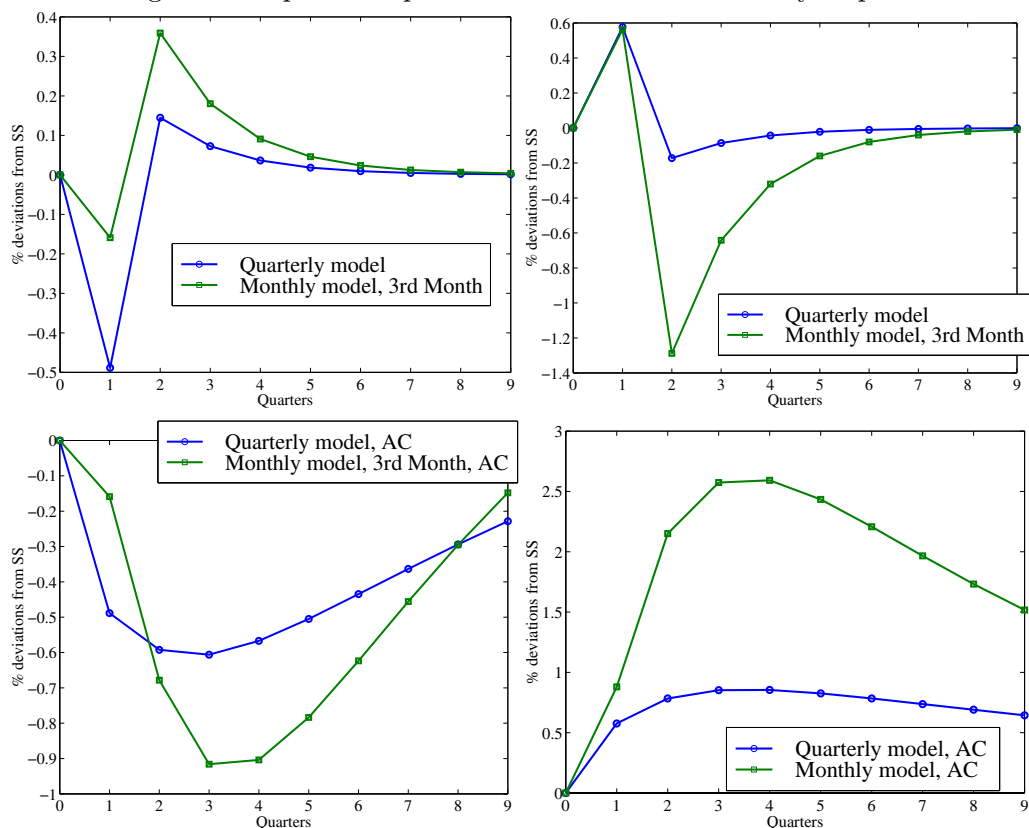 0.4
0.3
0.2
0.1
0
−0.1
−0.2
−0.3
−0.4
−0.5
% deviations from SS
Quarterly model
Monthly model, 3rd Month
0 1 2 3 4 5 6 7 8 9
Quarters
0.6
0.4
0.2
0
−0.2
−0.4
−0.6
−0.8
−1
−1.2
−1.4
% deviations from SS
Quarterly model
Monthly model, 3rd Month
0 1 2 3 4 5 6 7 8 9
Quarters
0
−0.1
−0.2
−0.3
−0.4
−0.5
−0.6
−0.7
−0.8
−0.9
−1
% deviations from SS
Quarterly model, AC
Monthly model, 3rd Month, AC
0 1 2 3 4 5 6 7 8 9
Quarters
3
2.5
2
1.5
1
0.5
0
% deviations from SS
Quarterly model, AC
Monthly model, AC
0 1 2 3 4 5 6 7 8 9
Quarters